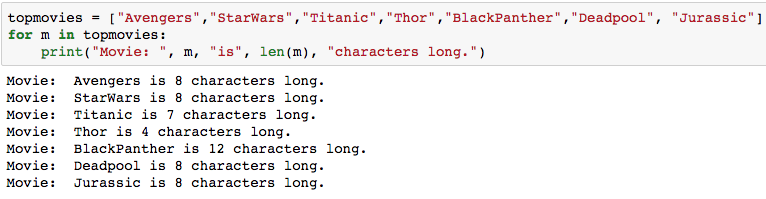 topmovies = ["Avengers","StarWars","Titanic","Thor","BlackPanther","Deadpool", "Jurassic"]
for m in topmovies:
    print("Movie: ", m, "is", len(m), "characters long.")
Movie:  Avengers is 8 characters long.
Movie:  StarWars is 8 characters long.
Movie:  Titanic is 7 characters long.
Movie:  Thor is 4 characters long.
Movie:  BlackPanther is 12 characters long.
Movie:  Deadpool is 8 characters long.
Movie:  Jurassic is 8 characters long.